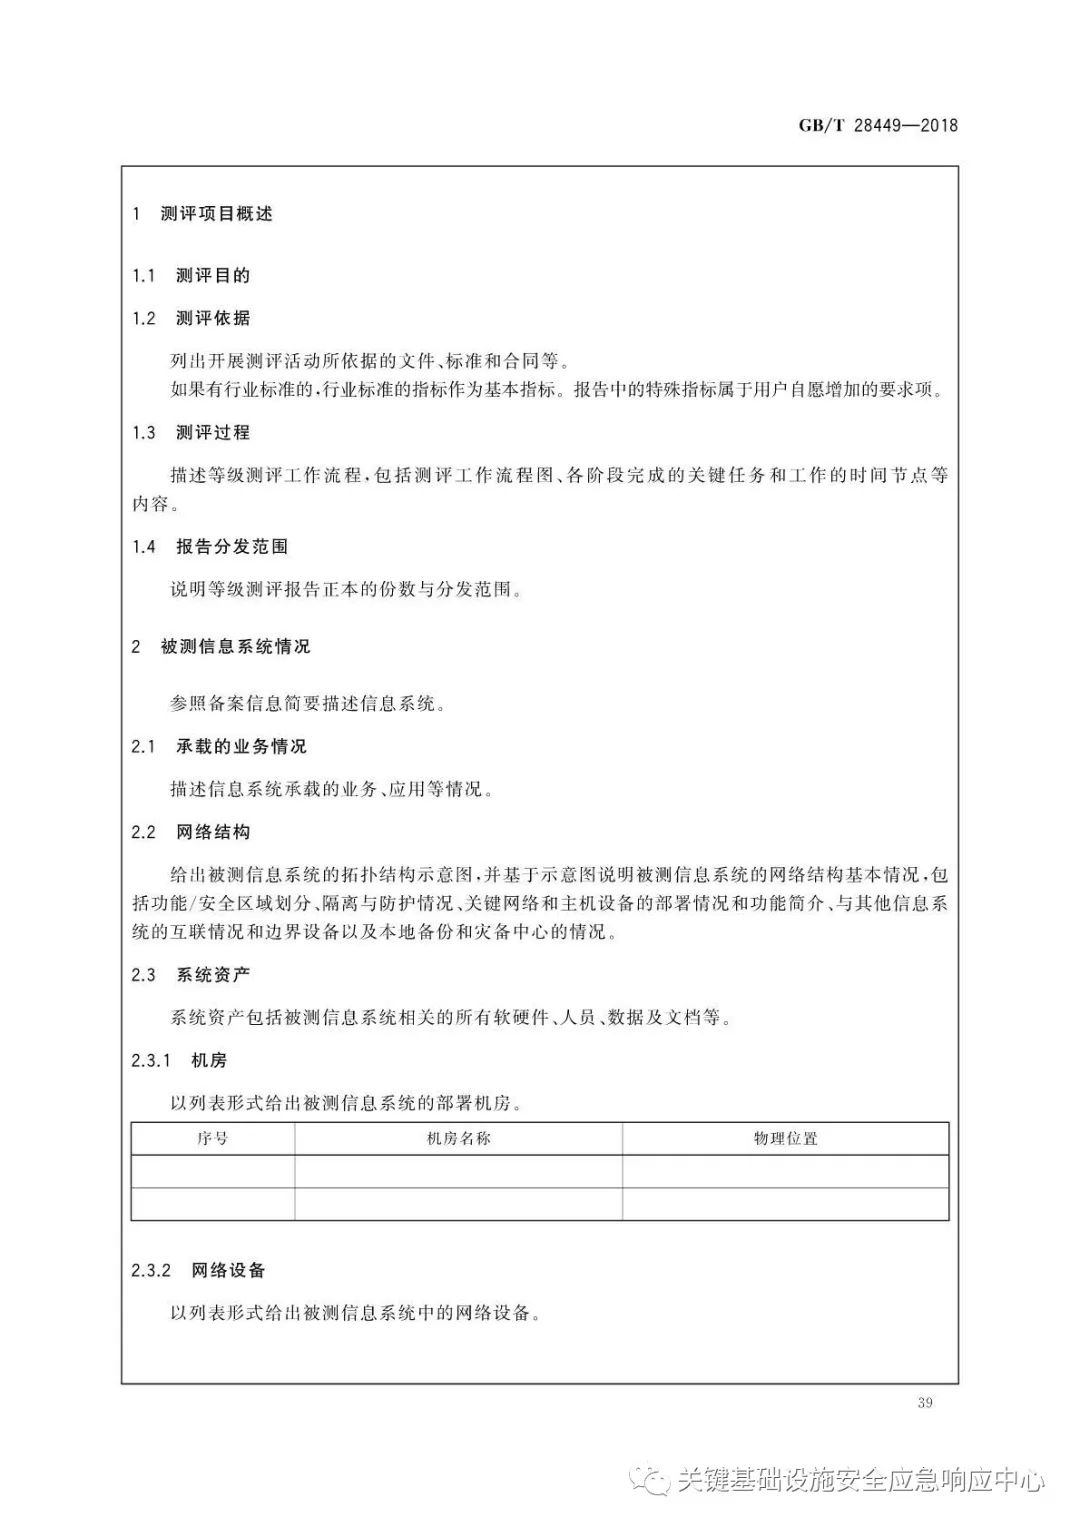 GB/T 28449—2018
1 测评项目概述
1.1 测评目的
1.2 测评依据
列出开展测评活动所依据的文件、标准和合同等。
如果有行业标准的,行业标准的指标作为基本指标。报告中的特殊指标属于用户自愿增加的要求项。
1.3 测评过程
描述等级测评工作流程,包括测评工作流程图、各阶段完成的关键任务和工作的时间节点等
内容。
1.4 报告分发范围
说明等级测评报告正本的份数与分发范围。
2 被测信息系统情况
参照备案信息简要描述信息系统。
2.1 承载的业务情况
描述信息系统承载的业务、应用等情况。
2.2 网络结构
给出被测信息系统的拓扑结构示意图,并基于示意图说明被测信息系统的网络结构基本情况,包
括功能/安全区域划分、隔离与防护情况、关键网络和主机设备的部署情况和功能简介、与其他信息系
统的互联情况和边界设备以及本地备份和灾备中心的情况。
2.3 系统资产
系统资产包括被测信息系统相关的所有软硬件、人员、数据及文档等。
2.3.1 机房
以列表形式给出被测信息系统的部署机房。
序号 机房名称 物理位置
2.3.2 网络设备
以列表形式给出被测信息系统中的网络设备。
39
关键基础设施安全应急响应中心